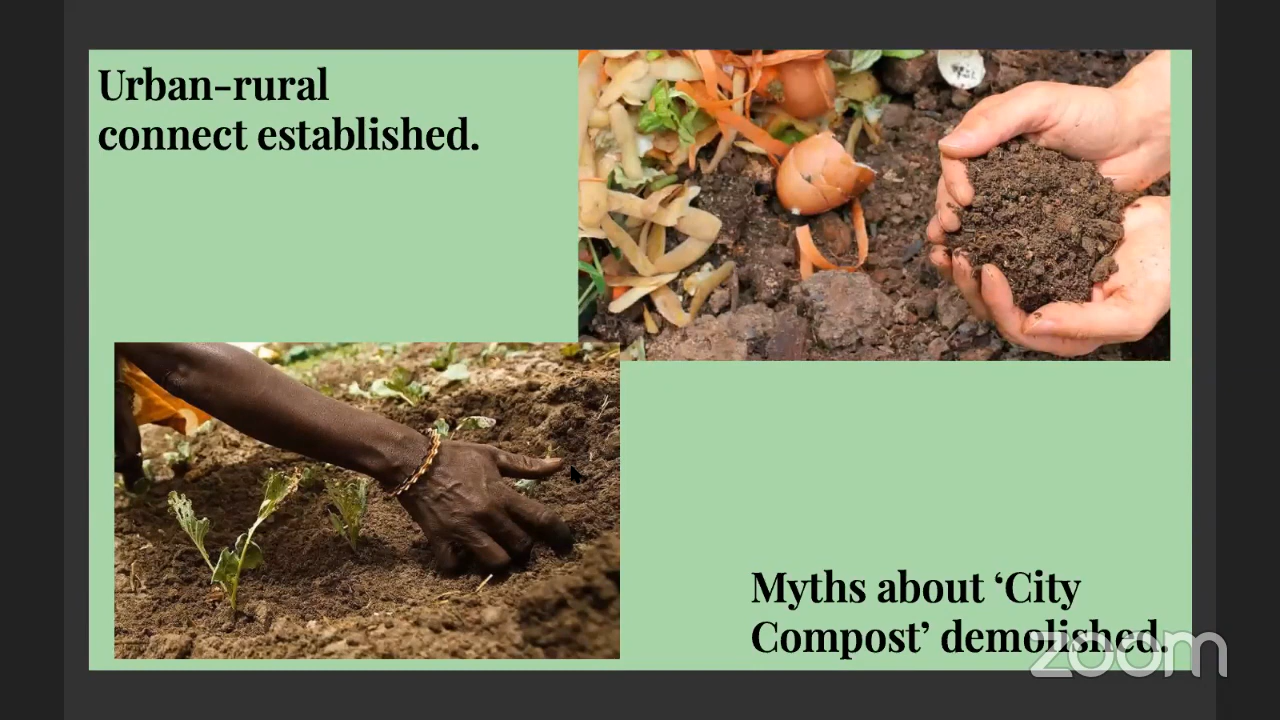 Urban-rural
connect established.
Myths about ‘City
Compost’ demolished.
zoom